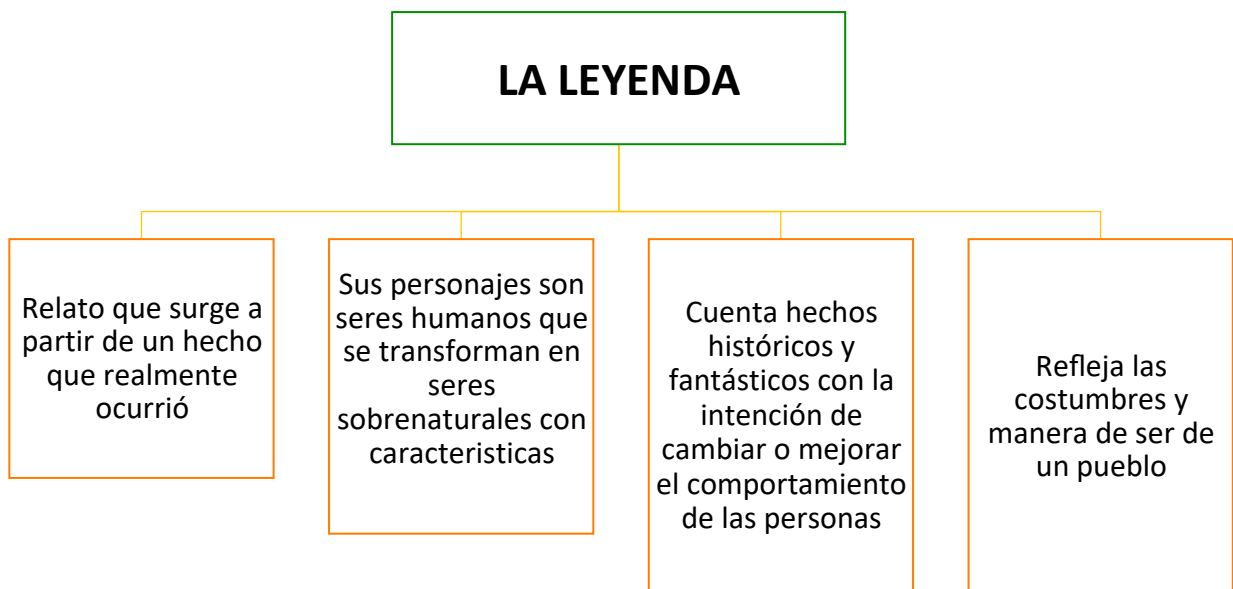 LA LEYENDA
Relato que surge a
partir de un hecho
que realmente
ocurrió
Sus personajes son
seres humanos que
se transforman en
seres
sobrenaturales con
caracteristicas
Cuenta hechos
históricos y
fantásticos con la
intención de
cambiar o mejorar
el comportamiento
de las personas
Refleja las
costumbres y
manera de ser de
un pueblo